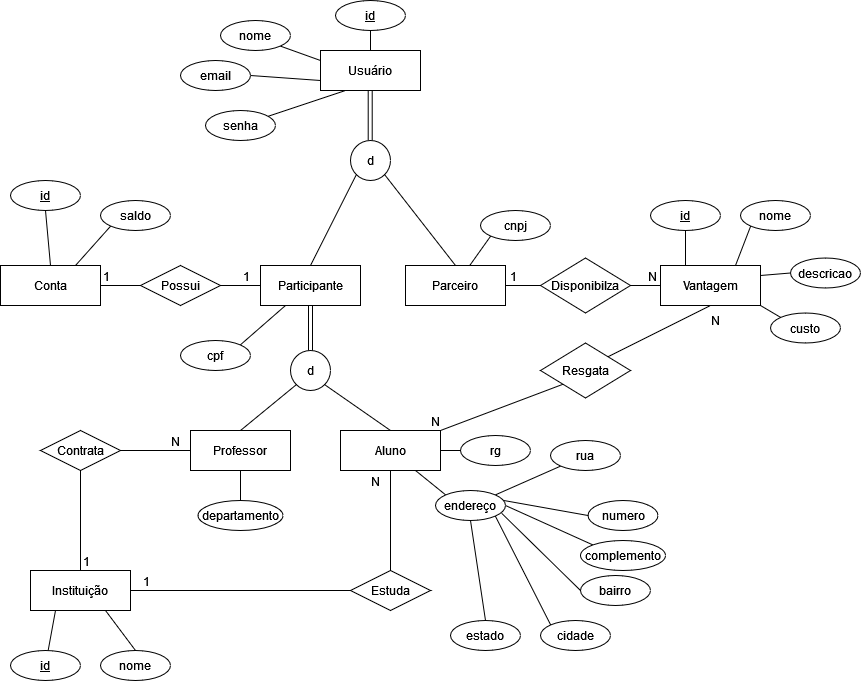 id
nome
Usuário
email
senha
d
id
saldo
cnpj
id
nome
descricao
Conta
1
Possui
1
Participante
Parceiro
1
Disponibilza
N
Vantagem
custo
N
cpf
d
Resgata
N
Contrata
N
Professor
Aluno
rg
rua
N
endereço
departamento
numero
complemento
1
1
Instituição
Estuda
bairro
estado
cidade
id
nome